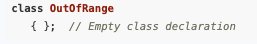 class OutOfRange
{ };  // Empty class declaration